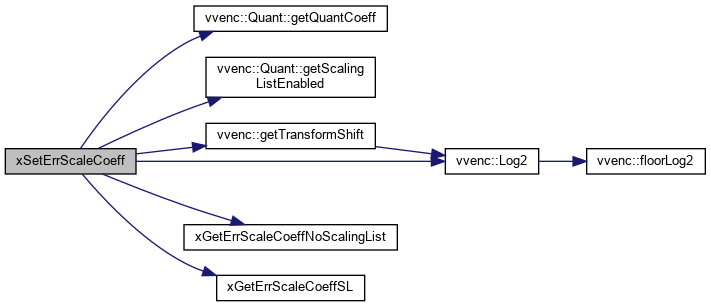 vvenc::Quant::getQuantCoeff
vvenc::Quant::getScaling
ListEnabled
xSetErrScaleCoeff
vvenc::getTransformShift
vvenc::Log2
vvenc::floorLog2
xGetErrScaleCoeffNoScalingList
xGetErrScaleCoeffSL